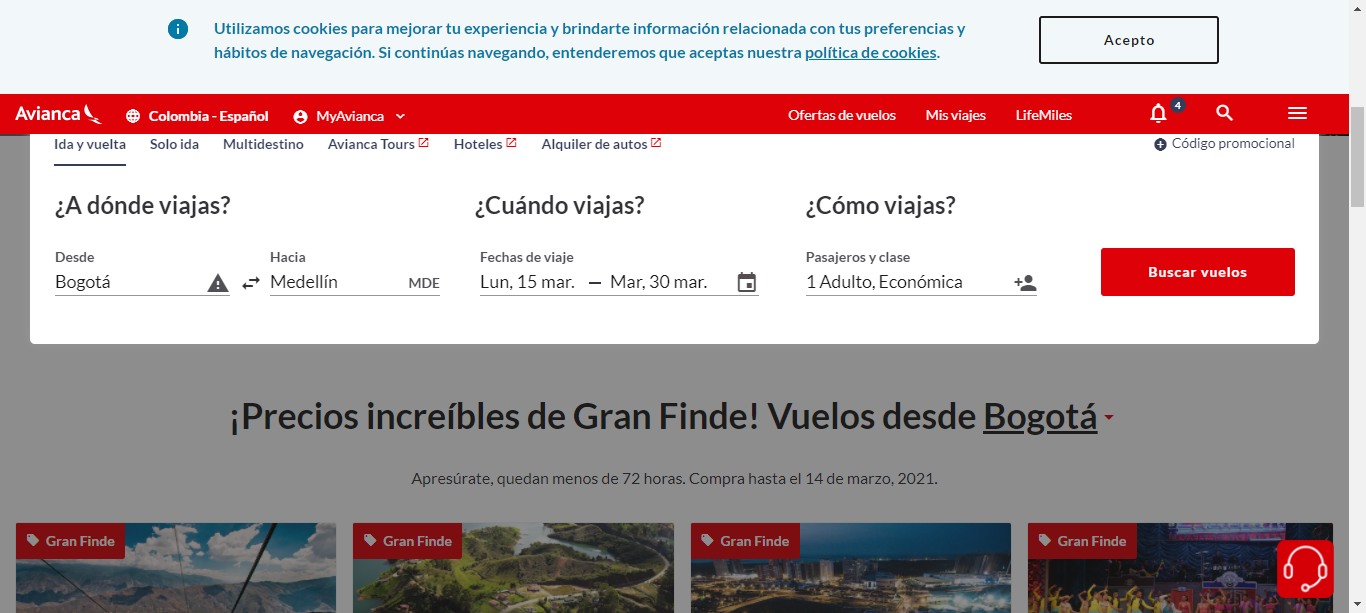 Utilizamos cookies para mejorar tu experiencia y brindarte información relacionada con tus preferencias y
hábitos de navegación. Si continúas navegando, entenderemos que aceptas nuestra política de cookies.
Acepto
Avianca
Colombia - Español
MyAvianca
Ofertas de vuelos
Mis viajes
LifeMiles
4
Ida y vuelta
Solo ida
Multidestino
Avianca Tours
Hoteles
Alquiler de autos
Código promocional
¿A dónde viajas?
¿Cuándo viajas?
¿Cómo viajas?
Desde
Hacia
Fechas de viaje
Pasajeros y clase
Bogotá
Medellín
MDE
Lun, 15 mar. — Mar, 30 mar.
1 Adulto, Económica
Buscar vuelos
¡Precios increíbles de Gran Finde! Vuelos desde Bogotá
Apresúrate, quedan menos de 72 horas. Compra hasta el 14 de marzo, 2021.
Gran Finde
Gran Finde
Gran Finde
Gran Finde